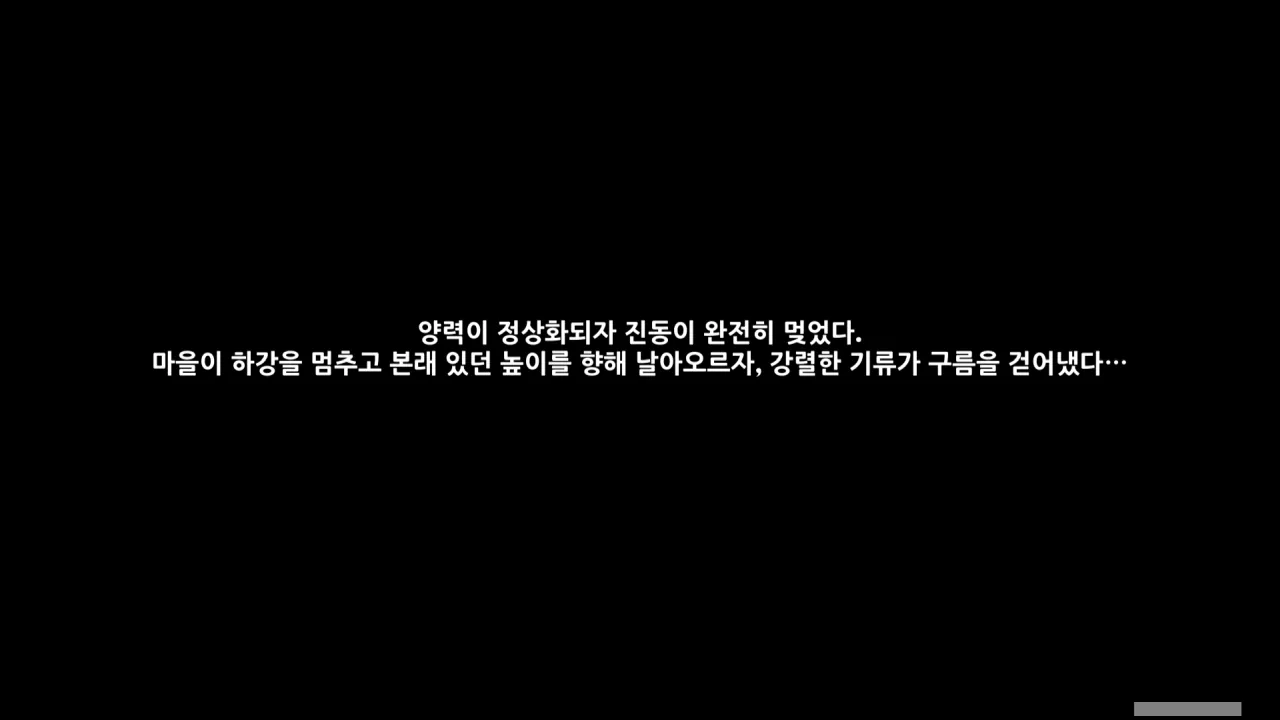 양력이 정상화되자 진동이 완전히 멎었다.
마을이 하강을 멈추고 본래 있던 높이를 향해 날아오르자, 강렬한 기류가 구름을 걷어냈다…